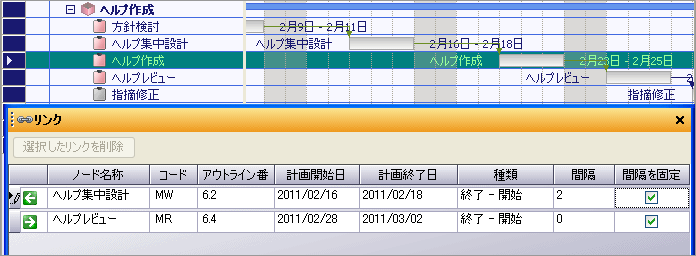 ヘルプ作成
方針検討 2月9日 - 2月11日
ヘルプ集中設計 ヘルプ集中設計 2月16日 - 2月18日
ヘルプ作成 ヘルプ作成 2月23日 - 2月25日
ヘルプレビュー ヘルプレビュー 2
指摘修正 指摘修正
リンク
選択したリンクを削除
ノード名称 コード アウトライン番 計画開始日 計画終了日 種類 間隔 間隔を固定
ヘルプ集中設計 MW 6.2 2011/02/16 2011/02/18 終了 - 開始 2
ヘルプレビュー MR 6.4 2011/02/28 2011/03/02 終了 - 開始 0